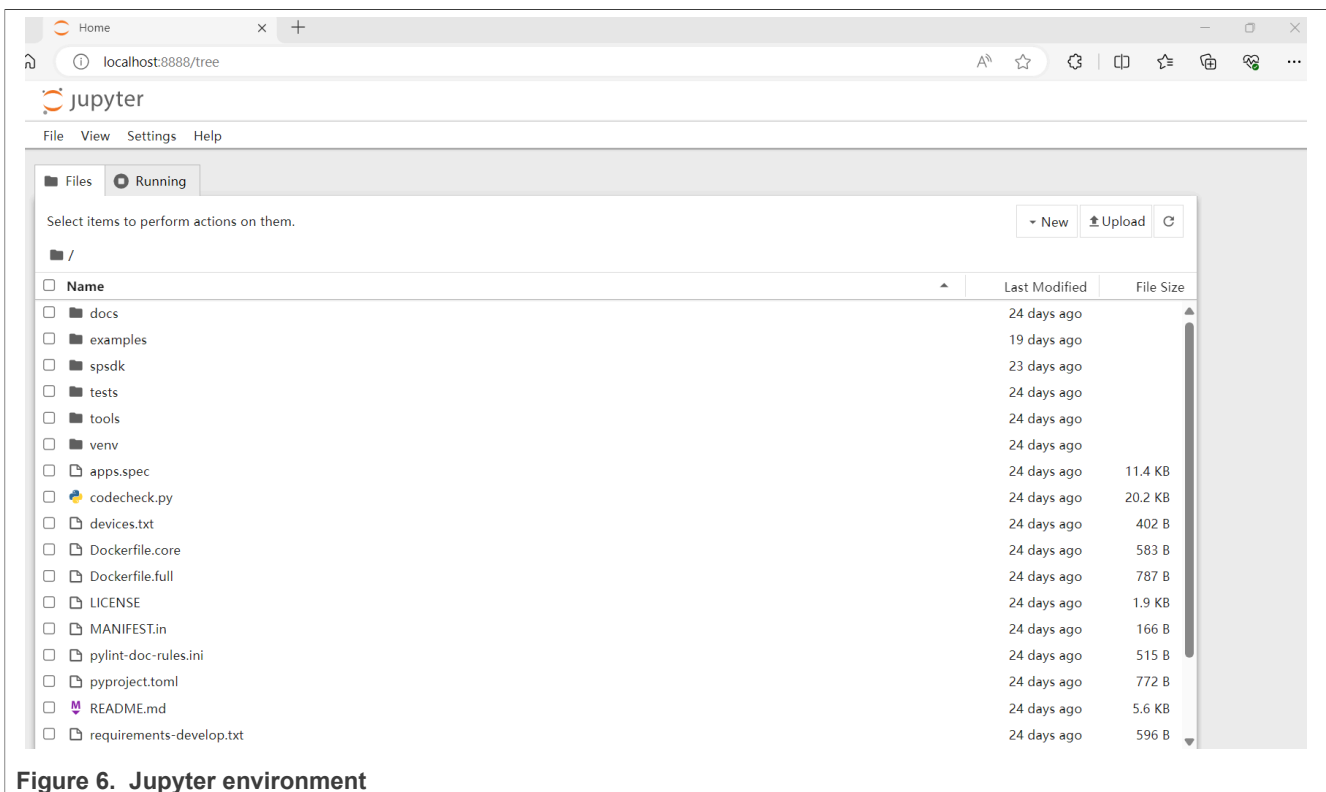 Home
localhost:8888/tree
jupyter
File View Settings Help
Files Running
Select items to perform actions on them.
New Upload
/
Name Last Modified File Size
docs 24 days ago
examples 19 days ago
spsdk 23 days ago
tests 24 days ago
tools 24 days ago
venv 24 days ago
apps.spec 24 days ago 11.4 KB
codecheck.py 24 days ago 20.2 KB
devices.txt 24 days ago 402 B
Dockerfile.core 24 days ago 583 B
Dockerfile.full 24 days ago 787 B
LICENSE 24 days ago 1.9 KB
MANIFEST.in 24 days ago 166 B
pylint-doc-rules.ini 24 days ago 515 B
pyproject.toml 24 days ago 772 B
README.md 24 days ago 5.6 KB
requirements-develop.txt 24 days ago 596 B
Figure 6. Jupyter environment